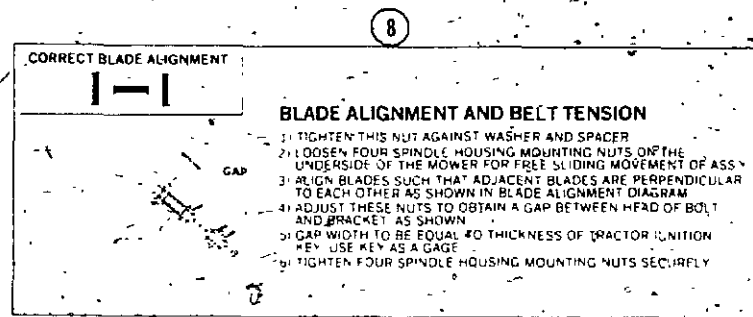 8
CORRECT BLADE ALIGNMENT
BLADE ALIGNMENT AND BELT TENSION
1) TIGHTEN THIS NUT AGAINST WASHER AND SPACER
2) LOOSEN FOUR SPINDLE HOUSING MOUNTING NUTS ON THE
UNDERSIDE OF THE MOWER FOR FREE SLIDING MOVEMENT OF ASSY
GAP
3) ALIGN BLADES SUCH THAT ADJACENT BLADES ARE PERPENDICULAR
TO EACH OTHER AS SHOWN IN BLADE ALIGNMENT DIAGRAM
4) ADJUST THESE NUTS TO OBTAIN A GAP BETWEEN HEAD OF BOLT
AND BRACKET AS SHOWN
5) GAP WIDTH TO BE EQUAL TO THICKNESS OF TRACTOR IGNITION
KEY USE KEY AS A GAGE
6) TIGHTEN FOUR SPINDLE HOUSING MOUNTING NUTS SECURELY